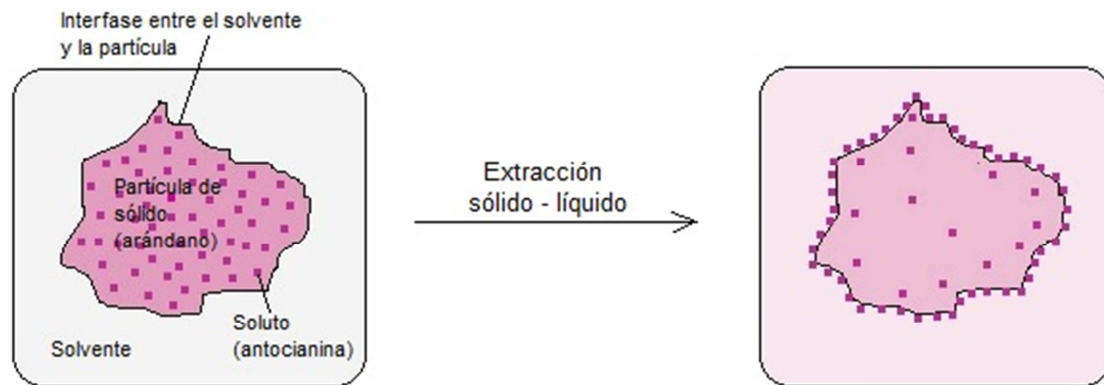 Interfase entre el solvente
y la partícula
Partícula de
sólido
(arándano)
Extracción
sólido - líquido
Soluto
(antocianina)
Solvente